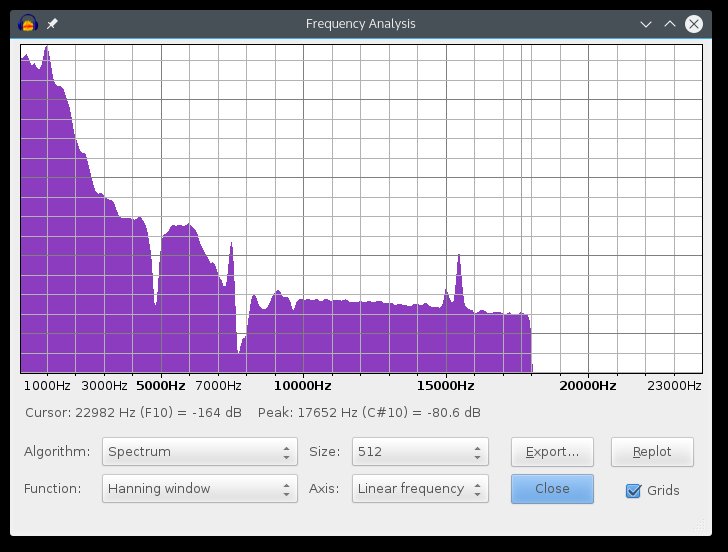 Frequency Analysis
1000Hz 3000Hz 5000Hz 7000Hz 10000Hz 15000Hz 20000Hz 23000Hz
Cursor: 22982 Hz (F10) = -164 dB Peak: 17652 Hz (C#10) = -80.6 dB
Algorithm: Spectrum Size: 512 Export... Replot
Function: Hanning window Axis: Linear frequency Close Grids